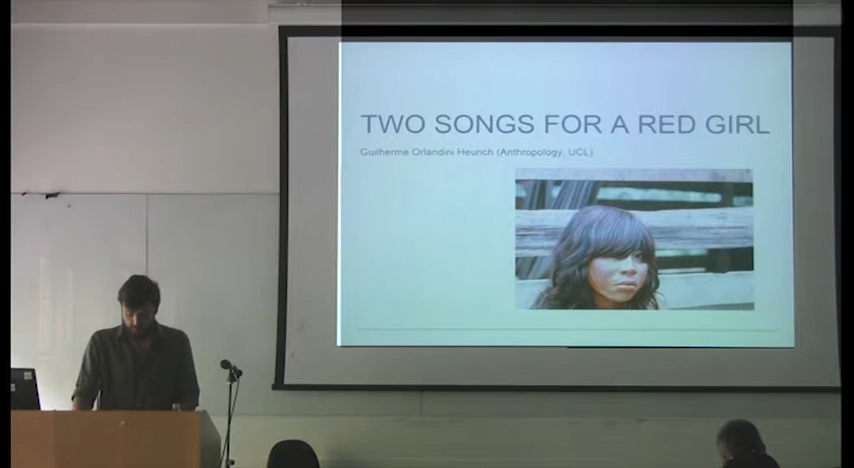 TWO SONGS FOR A RED GIRL
Guilherme Orlandini Heurich (Anthropology, UCL)